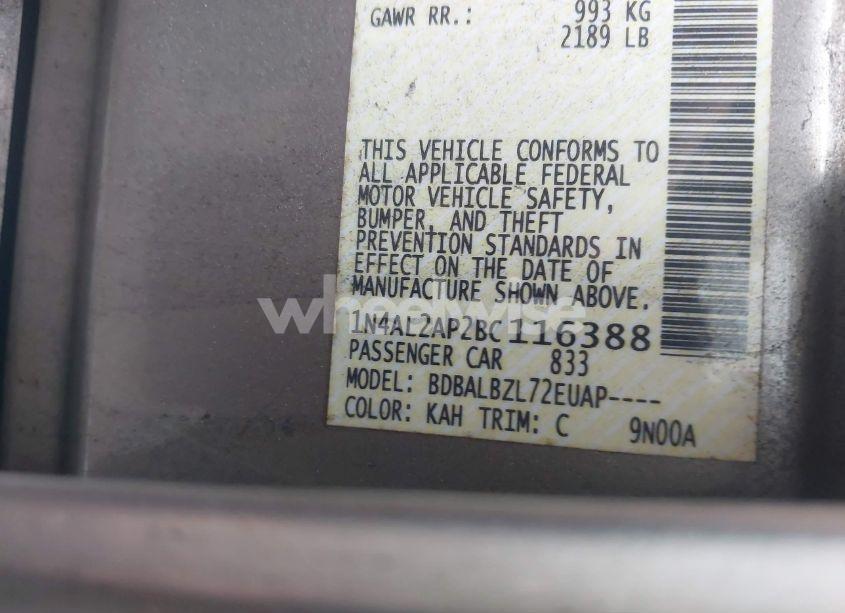 GAWR RR.: 993 KG
2189 LB
THIS VEHICLE CONFORMS TO
ALL APPLICABLE FEDERAL
MOTOR VEHICLE SAFETY,
BUMPER, AND THEFT
PREVENTION STANDARDS IN
EFFECT ON THE DATE OF
MANUFACTURE SHOWN ABOVE.
wheelwise
1N4AL2AP2BC116388
PASSENGER CAR 833
MODEL: BDBALBZL72EUAP----
COLOR: KAH TRIM: C 9N00A